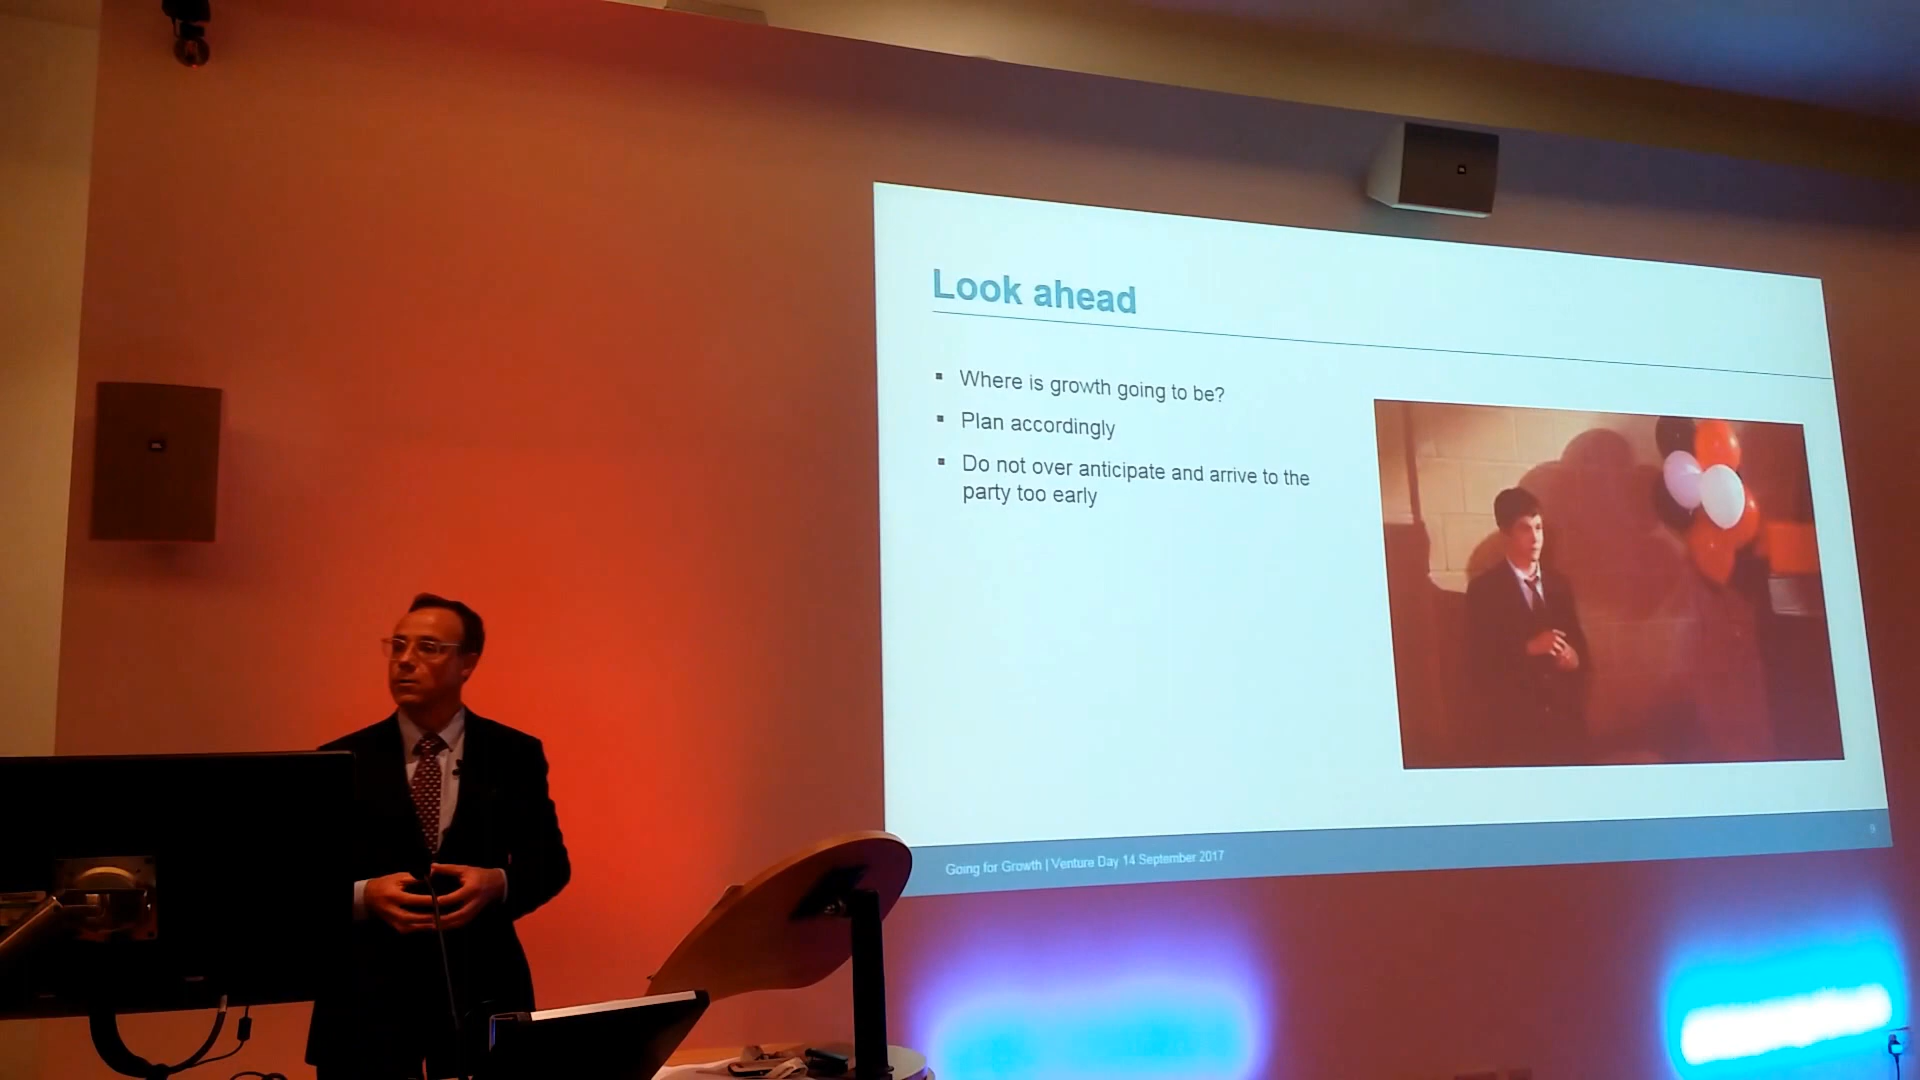 Look ahead
Where is growth going to be?
Plan accordingly
Do not over anticipate and arrive to the
party too early
Going for Growth | Venture Day 14 September 2017
9